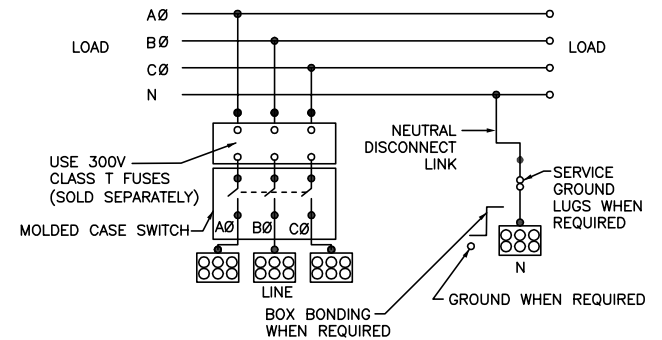 AØ
BØ
CØ
N
LOAD
LOAD
NEUTRAL
DISCONNECT
LINK
USE 300V
CLASS T FUSES
(SOLD SEPARATELY)
MOLDED CASE SWITCH
AØ BØ CØ
SERVICE
GROUND
LUGS WHEN
REQUIRED
N
LINE
GROUND WHEN REQUIRED
BOX BONDING
WHEN REQUIRED